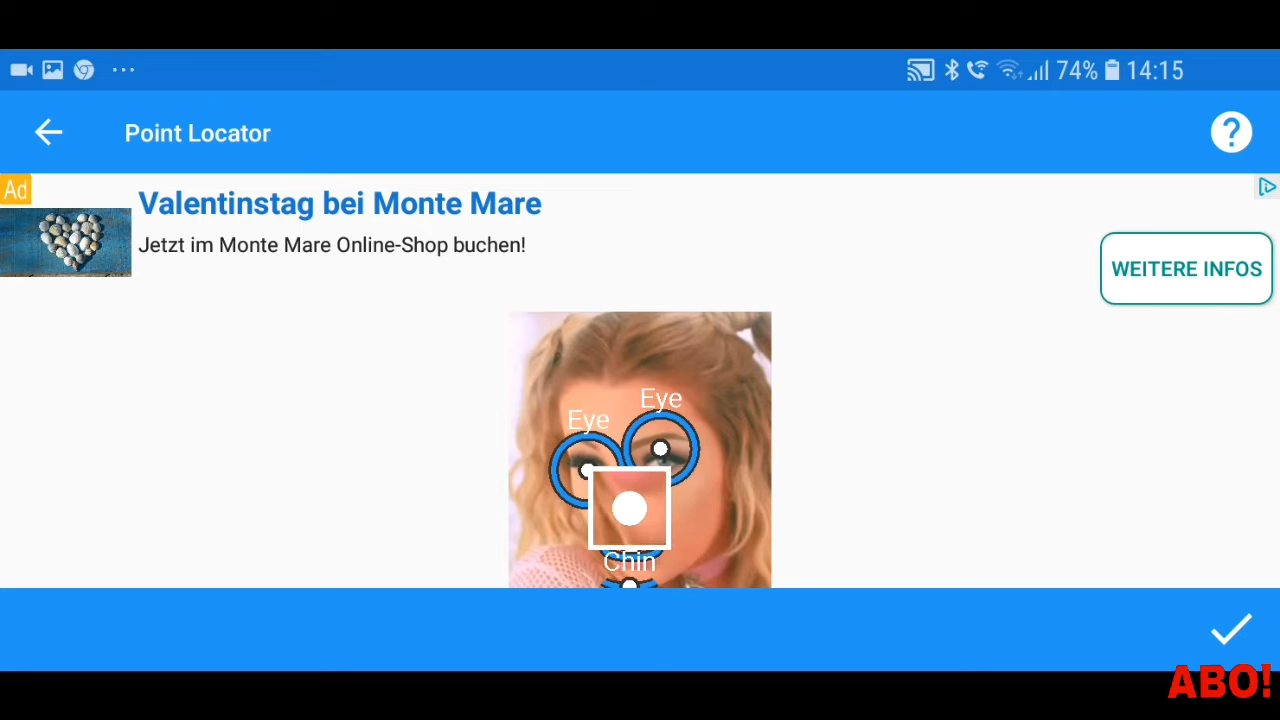 74% 14:15
Point Locator
Ad
Valentinstag bei Monte Mare
Jetzt im Monte Mare Online-Shop buchen!
WEITERE INFOS
Eye
Eye
Chin
ABO!